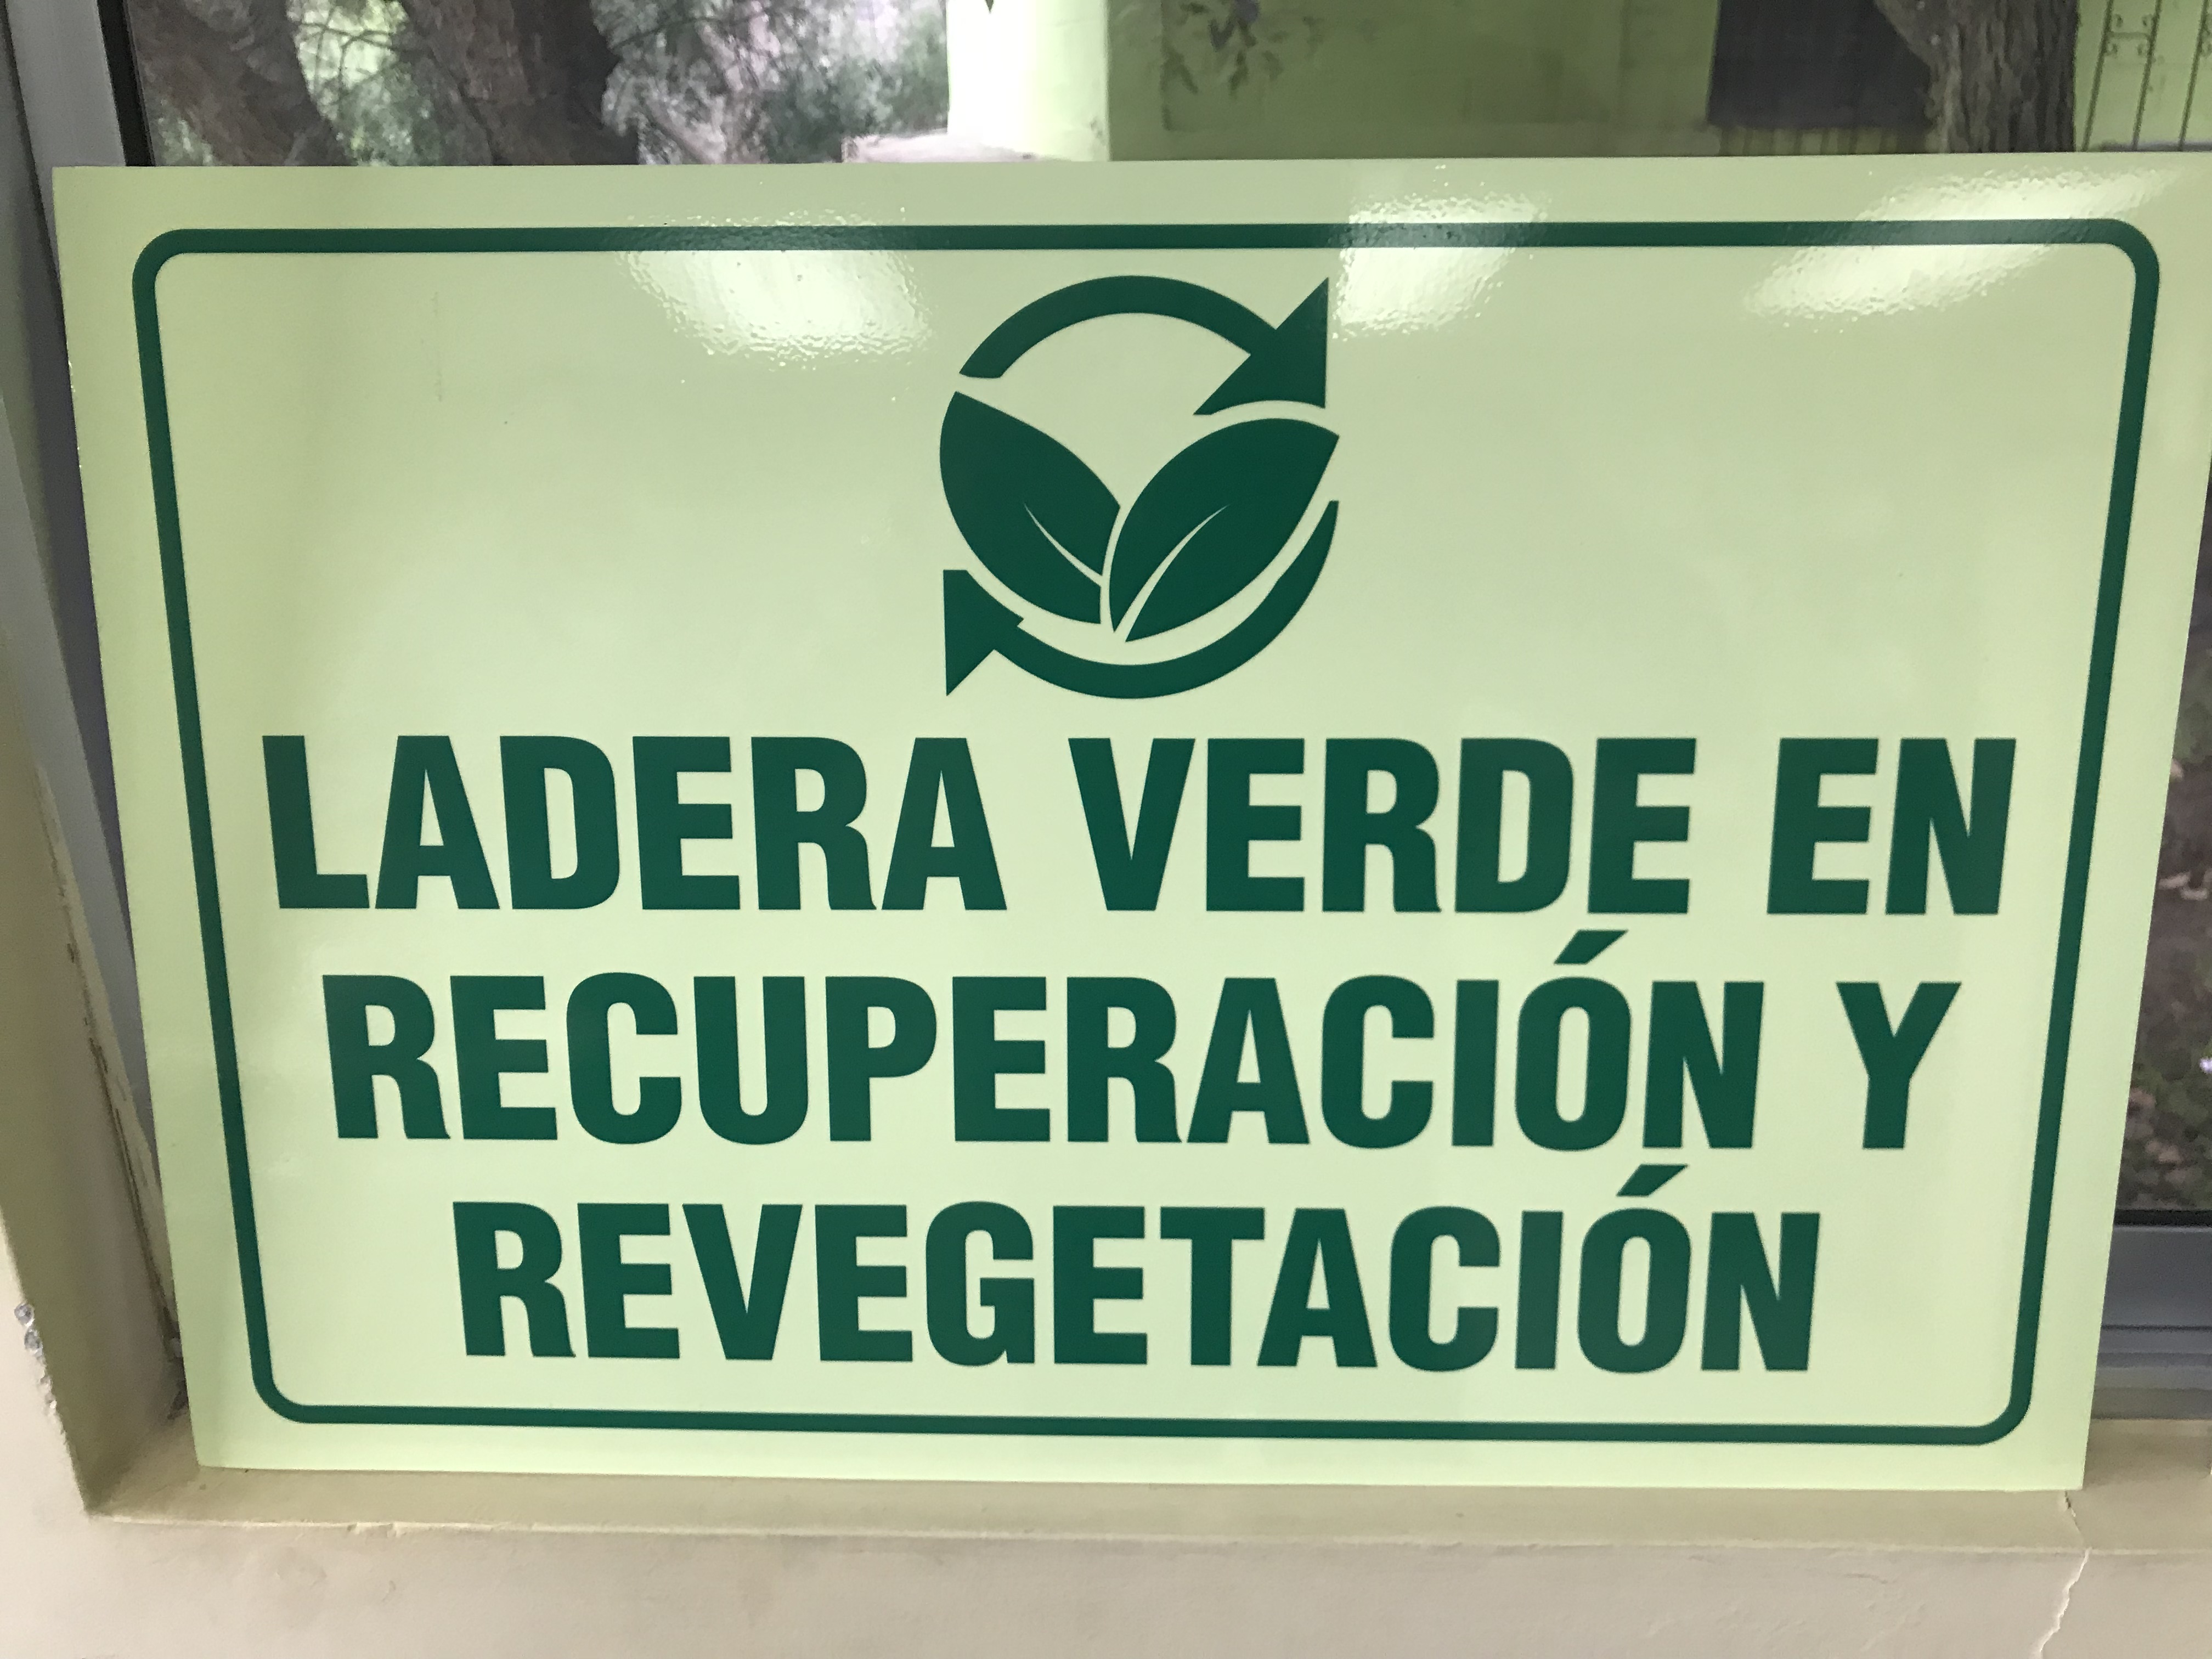 LADERA VERDE EN
RECUPERACIÓN Y
REVEGETACIÓN